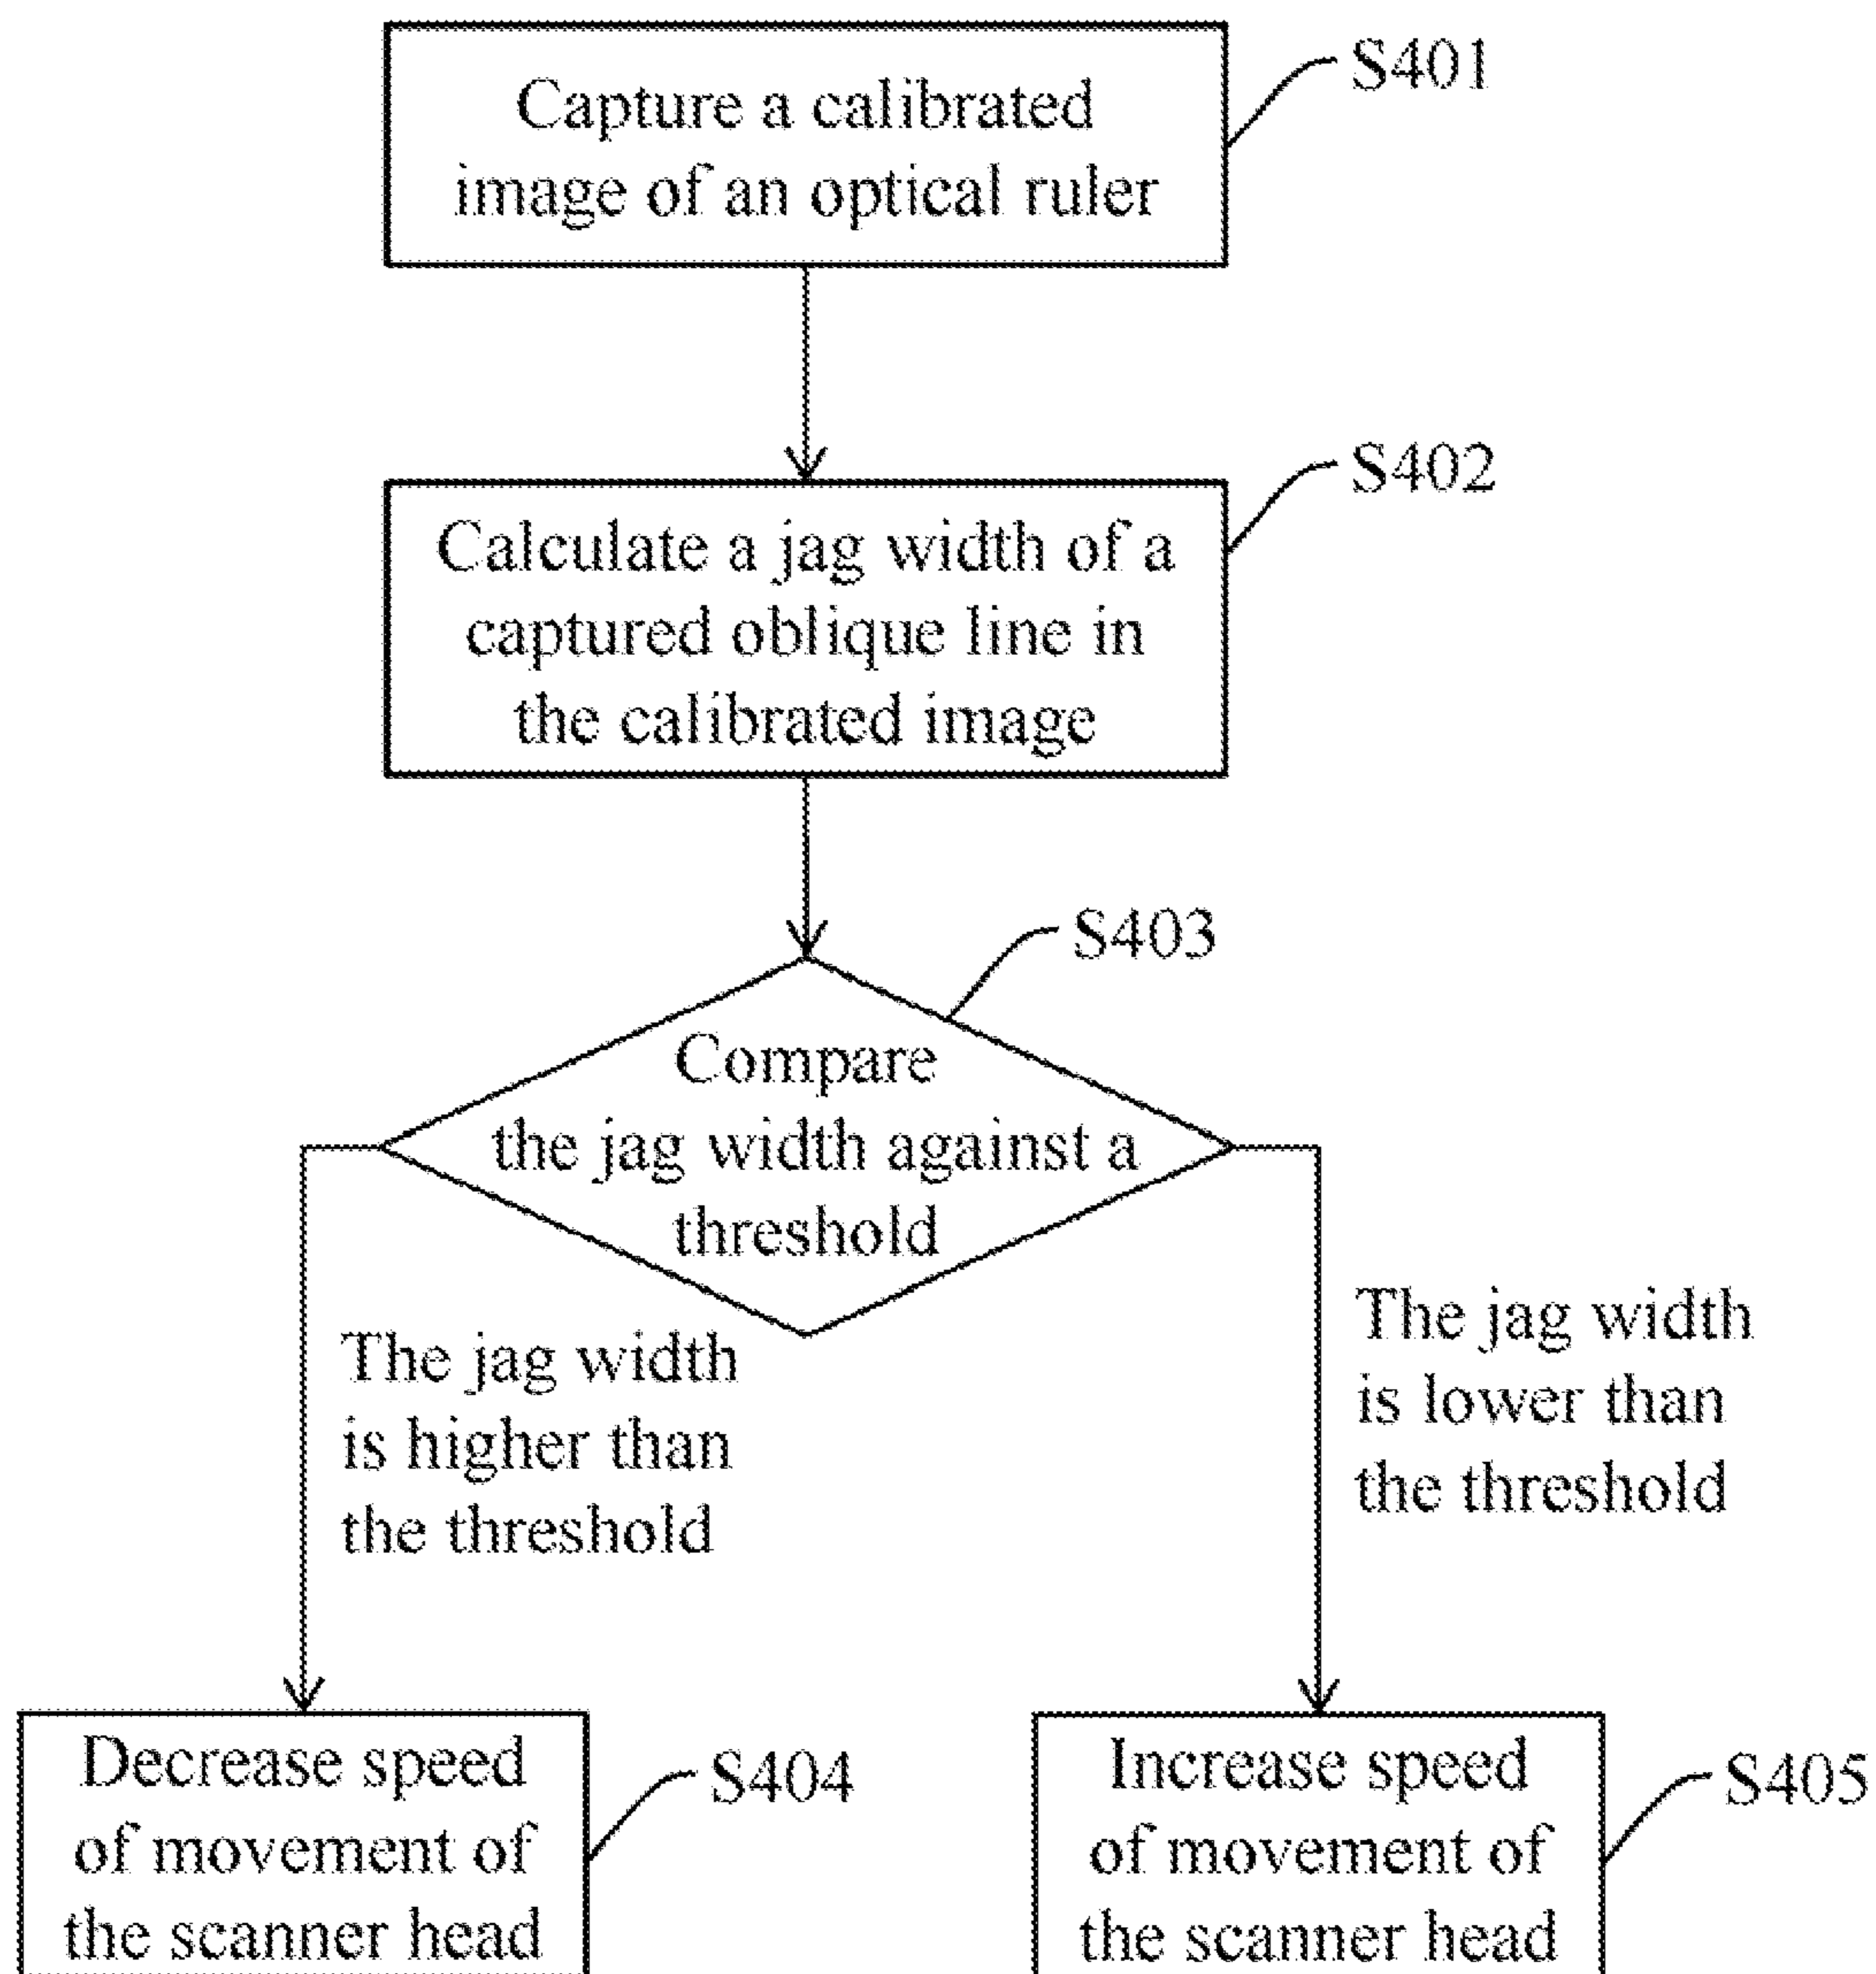 Capture a calibrated
image of an optical ruler
S401
Calculate a jag width of a
captured oblique line in
the calibrated image
S402
Compare
the jag width against a
threshold
S403
The jag width
is higher than
the threshold
The jag width
is lower than
the threshold
Decrease speed
of movement of
the scanner head
S404
Increase speed
of movement of
the scanner head
S405